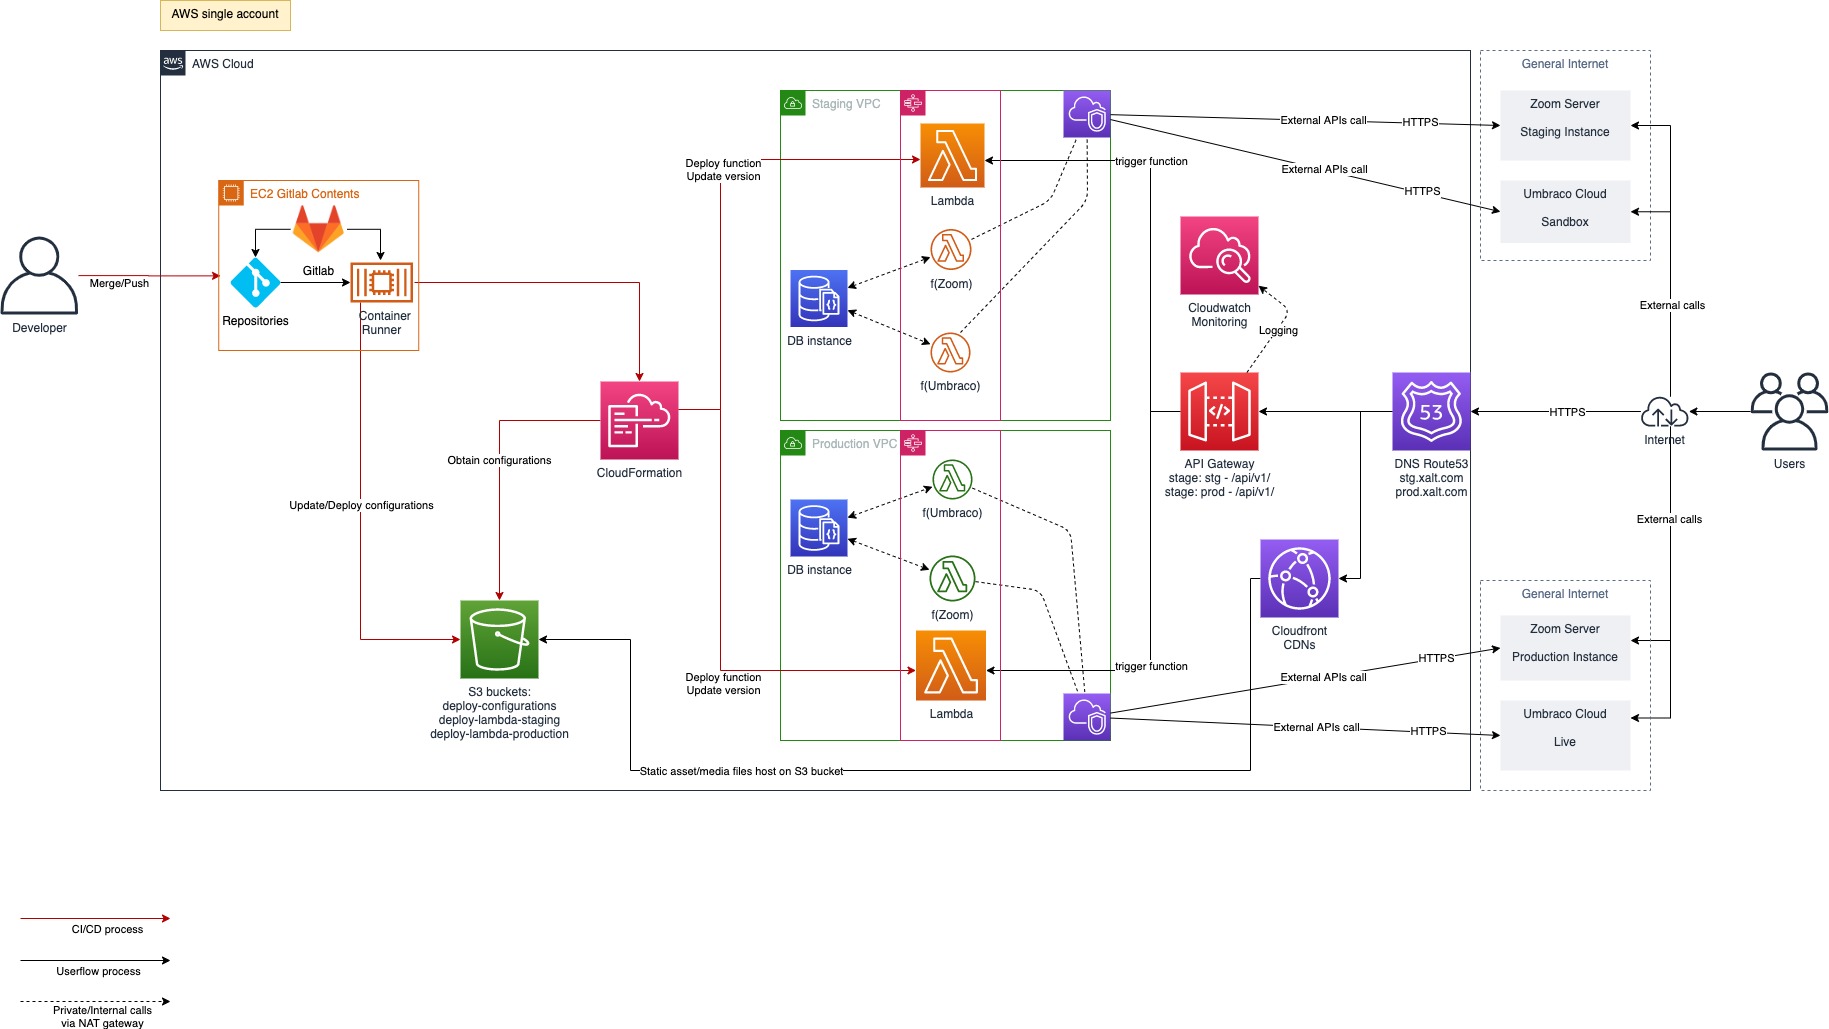 AWS single account
aws
AWS Cloud
General Internet
Zoom Server
Staging Instance
Umbraco Cloud
Sandbox
Staging VPC
External APIs call
HTTPS
External APIs call
HTTPS
Deploy function
Update version
trigger function
Lambda
EC2 Gitlab Contents
Gitlab
Repositories
Container
Runner
Merge/Push
Developer
f(Zoom)
DB instance
f(Umbraco)
Cloudwatch
Monitoring
Logging
External calls
HTTPS
Internet
Users
53
</>
API Gateway
stage: stg - /api/v1/
stage: prod - /api/v1/
DNS Route53
stg.xalt.com
prod.xalt.com
CloudFormation
Obtain configurations
Update/Deploy configurations
Production VPC
f(Umbraco)
DB instance
f(Zoom)
External calls
Cloudfront
CDNs
General Internet
Zoom Server
Production Instance
Umbraco Cloud
Live
Deploy function
Update version
trigger function
Lambda
HTTPS
External APIs call
External APIs call
HTTPS
S3 buckets:
deploy-configurations
deploy-lambda-staging
deploy-lambda-production
Static asset/media files host on S3 bucket
CI/CD process
Userflow process
Private/Internal calls
via NAT gateway